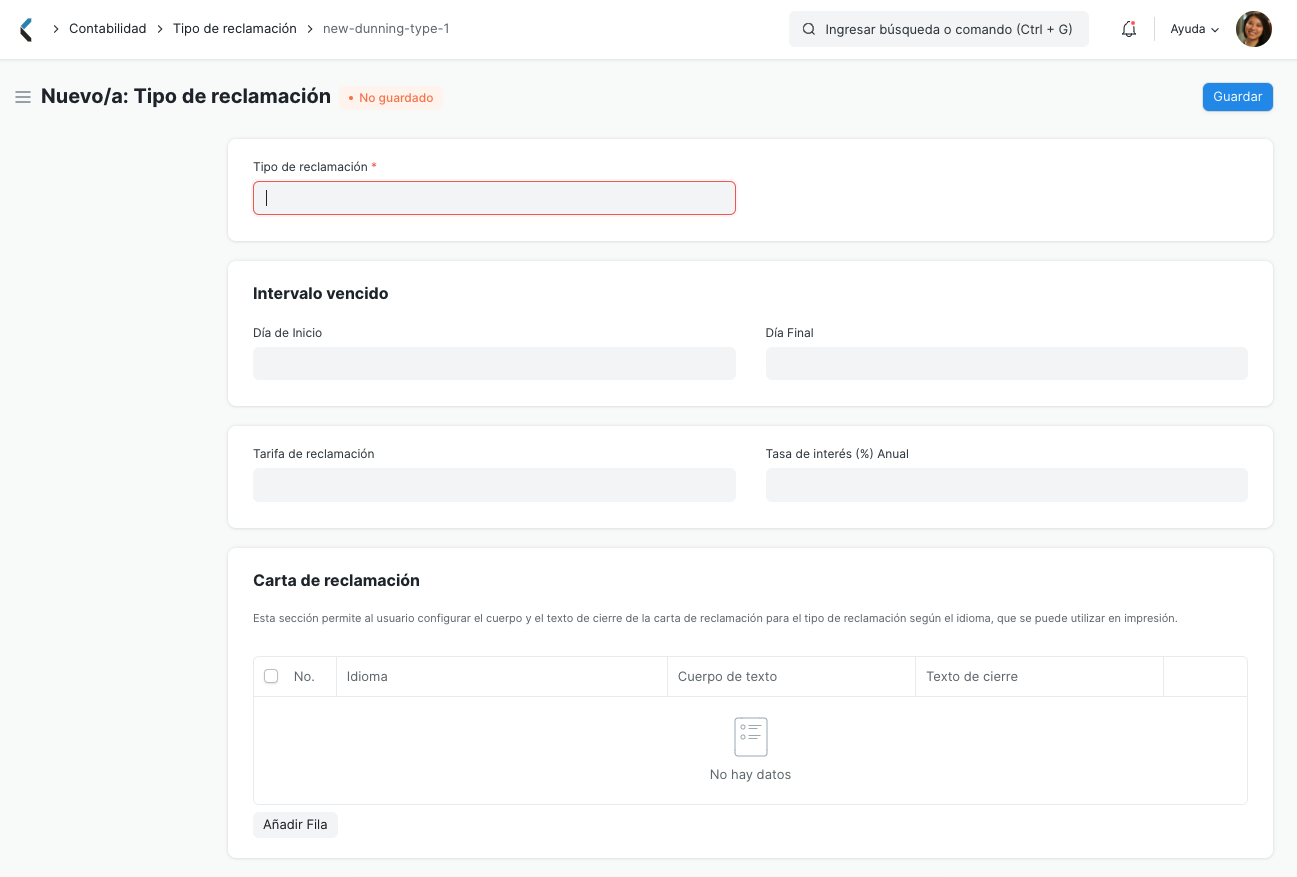 Contabilidad > Tipo de reclamación > new-dunning-type-1
Ingresar búsqueda o comando (Ctrl + G)
Ayuda
Nuevo/a: Tipo de reclamación
• No guardado
Guardar
Tipo de reclamación *
Intervalo vencido
Día de Inicio
Día Final
Tarifa de reclamación
Tasa de interés (%) Anual
Carta de reclamación
Esta sección permite al usuario configurar el cuerpo y el texto de cierre de la carta de reclamación para el tipo de reclamación según el idioma, que se puede utilizar en impresión.
No. Idioma Cuerpo de texto Texto de cierre
No hay datos
Añadir Fila